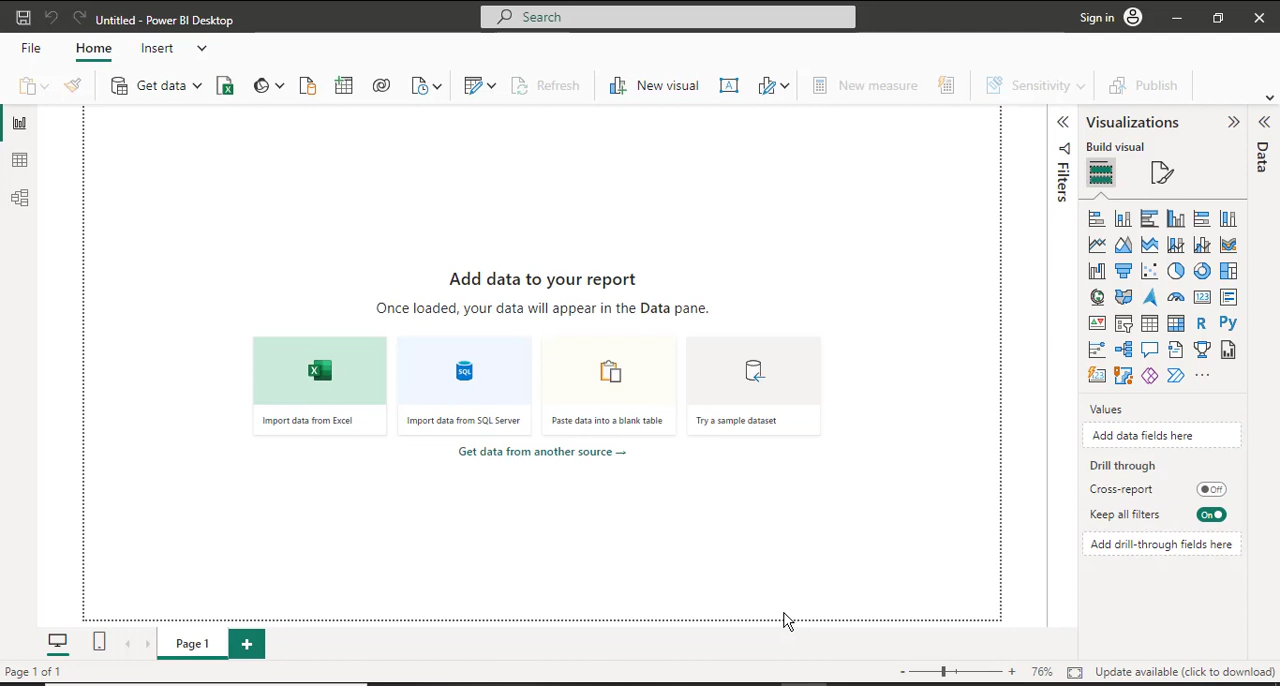 Untitled - Power BI Desktop
Search
Sign in
File
Home
Insert
Get data
Refresh
New visual
New measure
Sensitivity
Publish
Filters
Visualizations
Build visual
Data
Add data to your report
Once loaded, your data will appear in the Data pane.
X
SQL
Import data from Excel
Import data from SQL Server
Paste data into a blank table
Try a sample dataset
Get data from another source →
123
R
Py
123
...
Values
Add data fields here
Drill through
Cross-report
Off
Keep all filters
On
Add drill-through fields here
Page 1
+
Page 1 of 1
- + 76%
Update available (click to download)